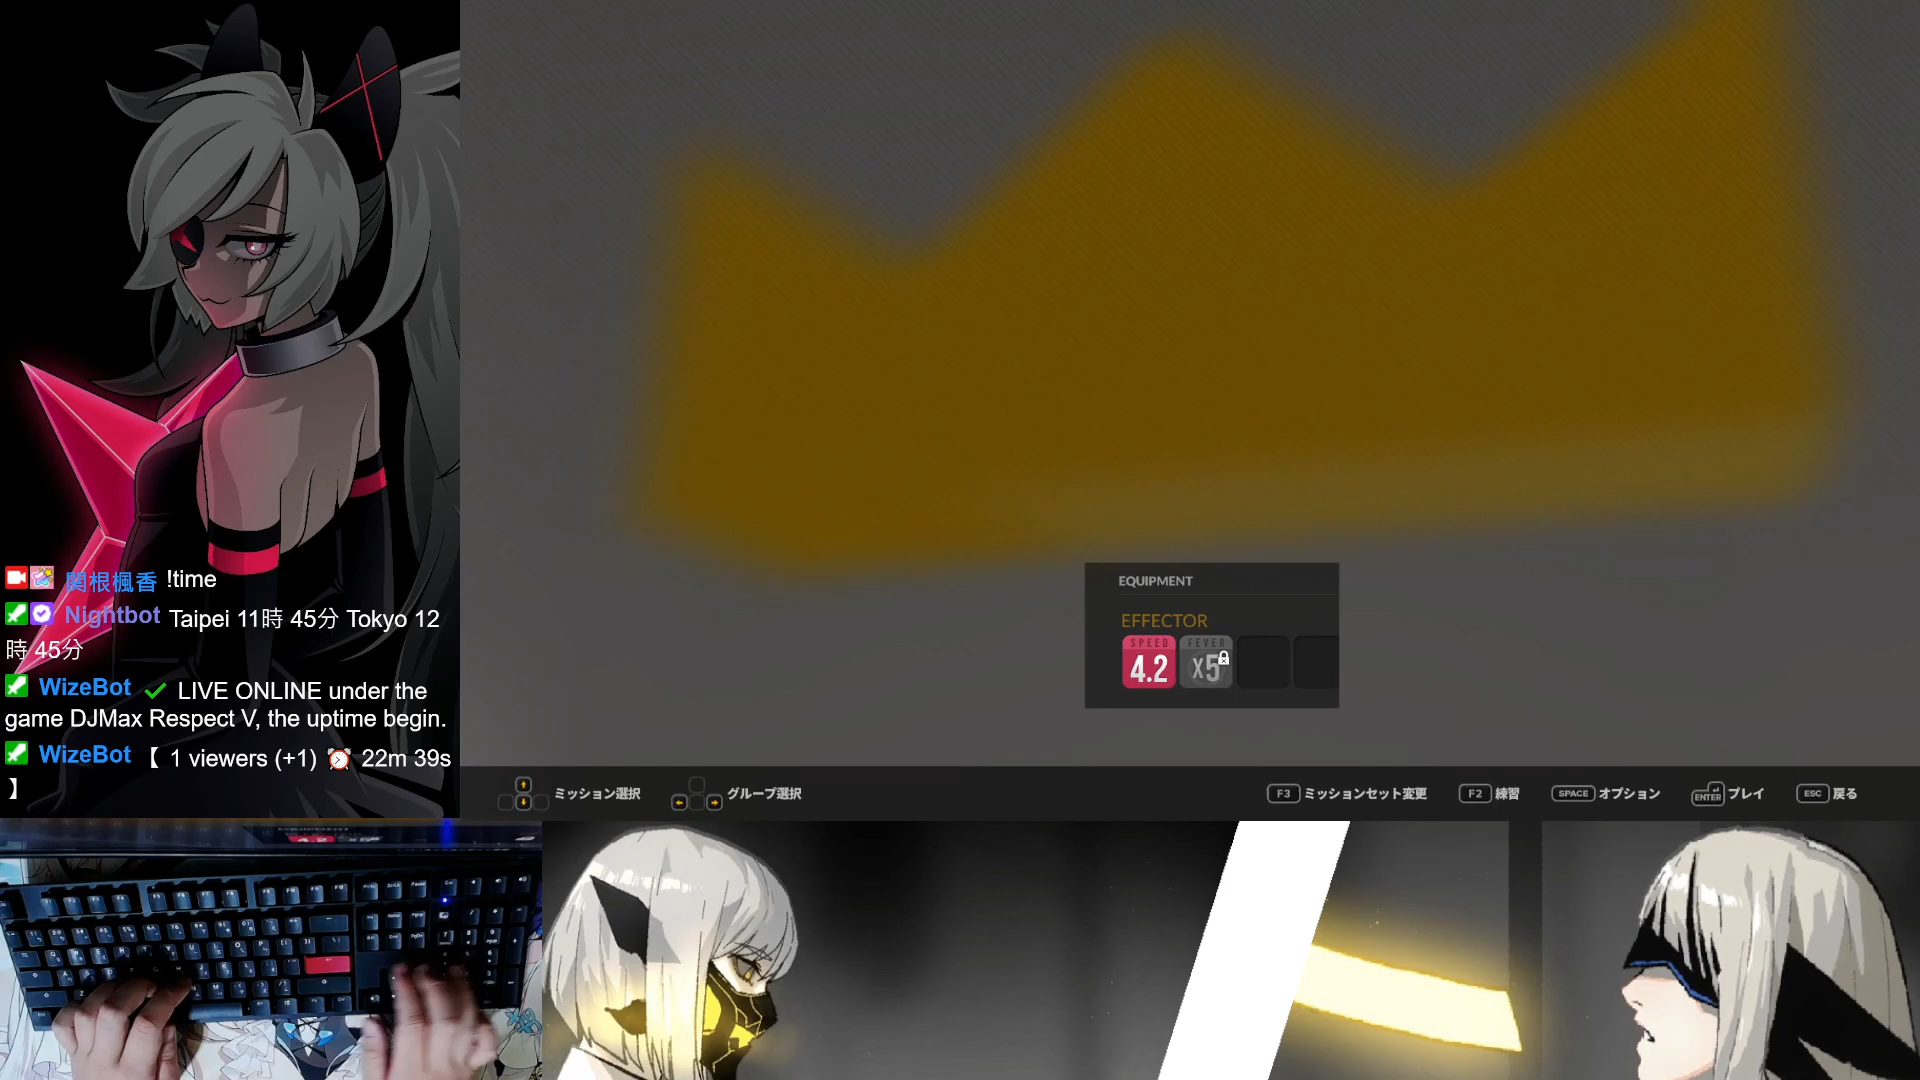 関根楓香 !time
Nightbot Taipei 11時 45分 Tokyo 12
時 45分
WizeBot LIVE ONLINE under the
game DJMax Respect V, the uptime begin.
WizeBot 【 1 viewers (+1) ⏰ 22m 39s
】
EQUIPMENT
EFFECTOR
SPEED FEVER
4.2 x5
ミッション選択 グループ選択 F3 ミッションセット変更 F2 練習 SPACE オプション ENTER プレイ ESC 戻る